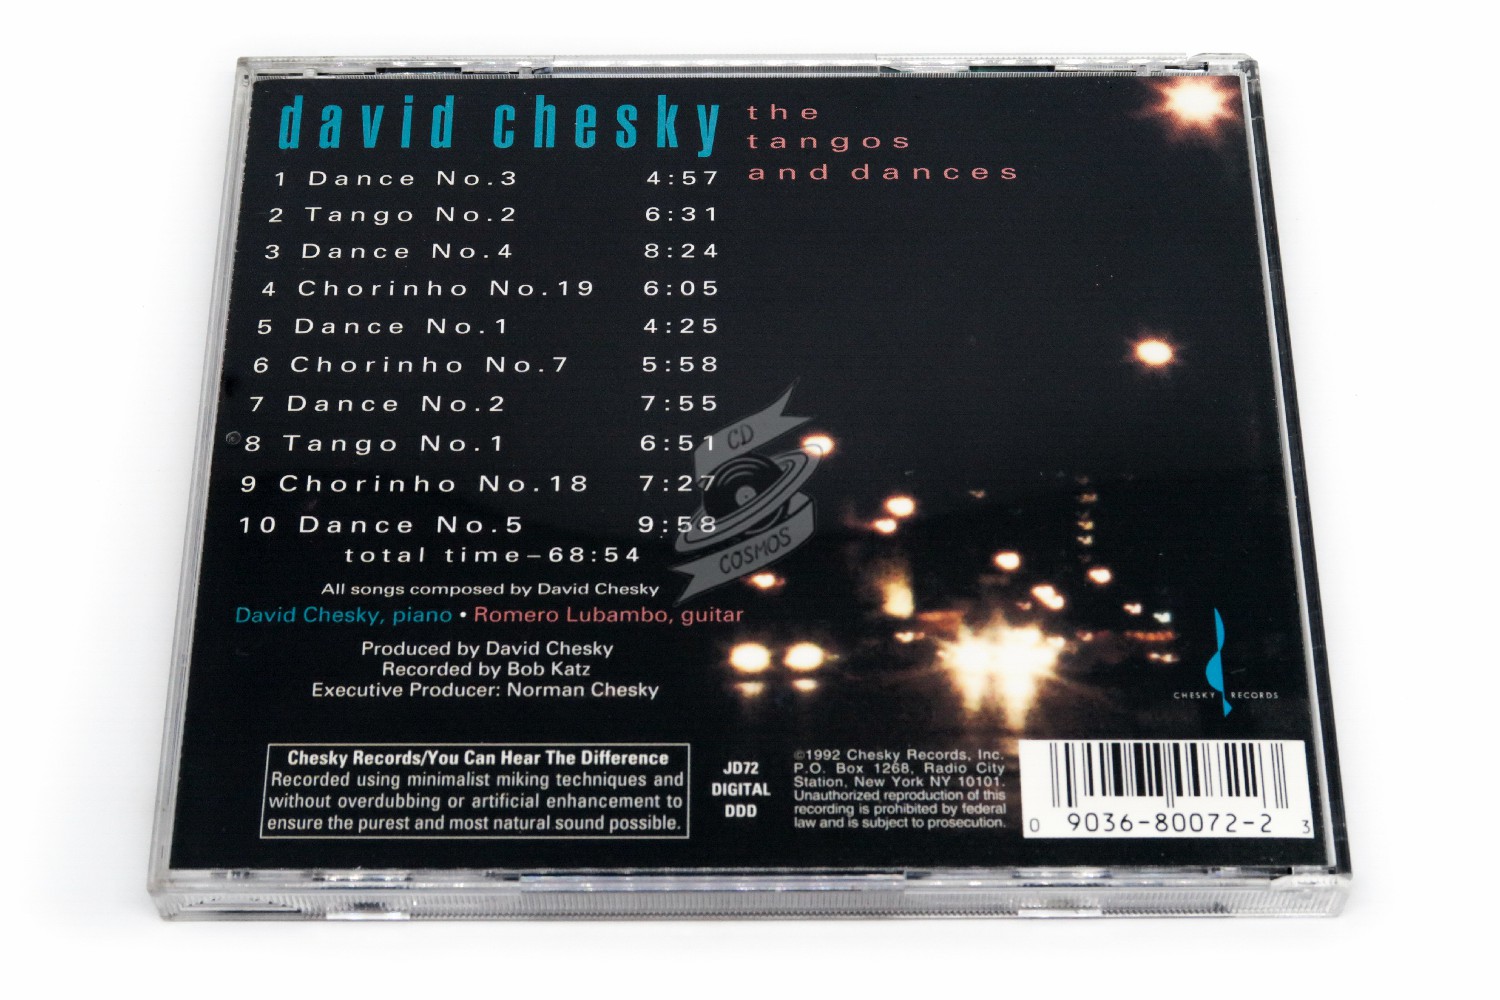 david chesky
the
tangos
and dances
1 Dance No.3 4:57
2 Tango No.2 6:31
3 Dance No.4 8:24
4 Chorinho No.19 6:05
5 Dance No.1 4:25
6 Chorinho No.7 5:58
7 Dance No.2 7:55
8 Tango No.1 6:51
9 Chorinho No.18 7:27
10 Dance No.5 9:58
total time–68:54
All songs composed by David Chesky
David Chesky, piano • Romero Lubambo, guitar
Produced by David Chesky
Recorded by Bob Katz
Executive Producer: Norman Chesky
CD
COSMOS
CHESKY RECORDS
Chesky Records/You Can Hear The Difference
Recorded using minimalist miking techniques and
without overdubbing or artificial enhancement to
ensure the purest and most natural sound possible.
JD72
DIGITAL
DDD
©1992 Chesky Records, Inc.
P.O. Box 1268, Radio City
Station, New York NY 10101.
Unauthorized reproduction of this
recording is prohibited by federal
law and is subject to prosecution.
0 9036-80072-2 3